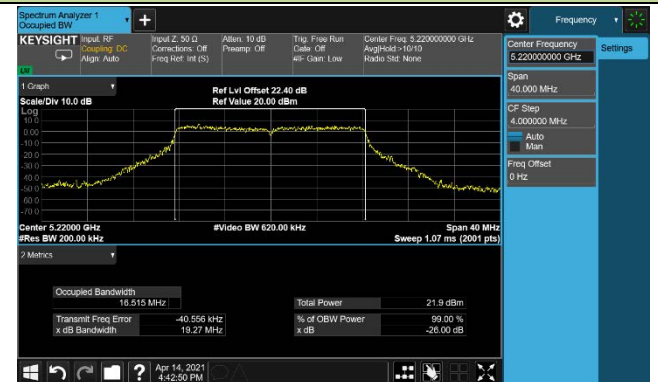 Spectrum Analyzer 1
Occupied BW
Frequency
KEYSIGHT
Input: RF
Coupling: DC
Align: Auto
Input Z: 50 Ω
Corrections: Off
Freq Ref: Int (S)
Atten: 10 dB
Preamp: Off
Trig: Free Run
Gate: Off
#IF Gain: Low
Center Freq: 5.220000000 GHz
Avg|Hold:>10/10
Radio Std: None
Center Frequency
5.220000000 GHz
Settings
Span
40.000 MHz
CF Step
4.000000 MHz
Auto
Man
Freq Offset
0 Hz
1 Graph
Scale/Div 10.0 dB
Ref Lvl Offset 22.40 dB
Ref Value 20.00 dBm
Log
10.0
0.00
-10.0
-20.0
-30.0
-40.0
-50.0
-60.0
-70.0
Center 5.22000 GHz
#Res BW 200.00 kHz
#Video BW 620.00 kHz
Span 40 MHz
Sweep 1.07 ms (2001 pts)
2 Metrics
Occupied Bandwidth
16.515 MHz
Total Power 21.9 dBm
Transmit Freq Error -40.556 kHz
% of OBW Power 99.00 %
x dB Bandwidth 19.27 MHz
x dB -26.00 dB
Apr 14, 2021
4:42:50 PM